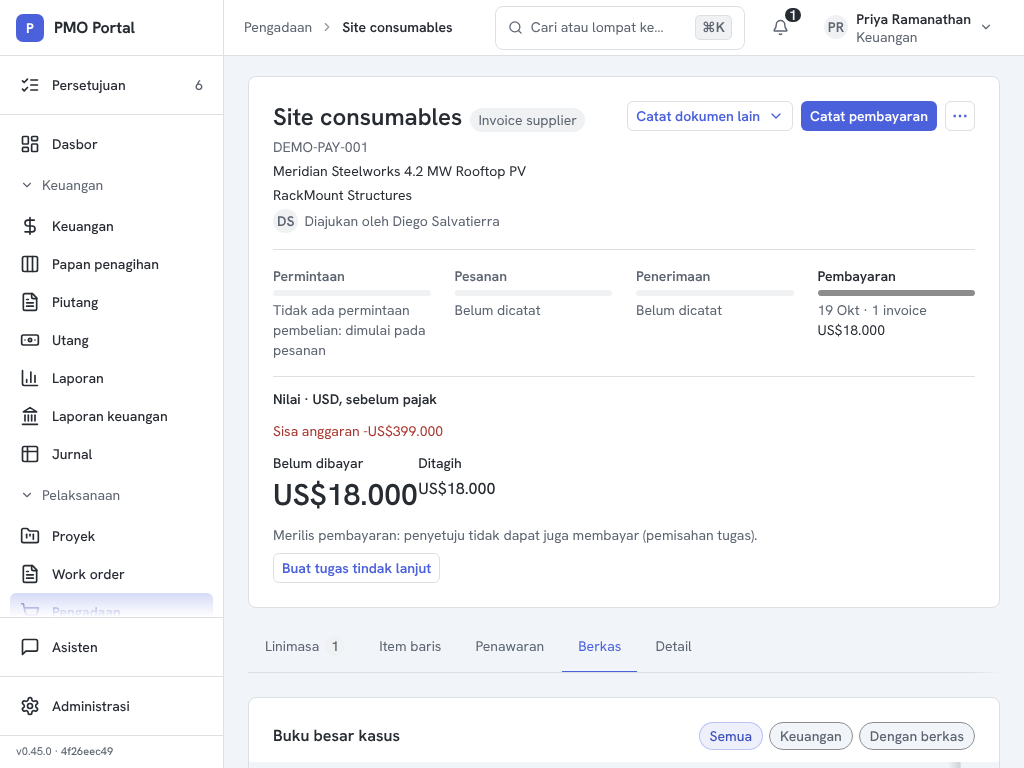 P PMO Portal
Pengadaan > Site consumables
Cari atau lompat ke... ⌘K
1
PR Priya Ramanathan
Keuangan
Persetujuan 6
Dasbor
Keuangan
Keuangan
Papan penagihan
Piutang
Utang
Laporan
Laporan keuangan
Jurnal
Pelaksanaan
Proyek
Work order
Pengadaan
Asisten
Administrasi
v0.45.0 · 4f26eec49
Site consumables Invoice supplier
Catat dokumen lain
Catat pembayaran
DEMO-PAY-001
Meridian Steelworks 4.2 MW Rooftop PV
RackMount Structures
DS Diajukan oleh Diego Salvatierra
Permintaan
Tidak ada permintaan
pembelian: dimulai pada
pesanan
Pesanan
Belum dicatat
Penerimaan
Belum dicatat
Pembayaran
19 Okt · 1 invoice
US$18.000
Nilai · USD, sebelum pajak
Sisa anggaran -US$399.000
Belum dibayar Ditagih
US$18.000 US$18.000
Merilis pembayaran: penyetuju tidak dapat juga membayar (pemisahan tugas).
Buat tugas tindak lanjut
Linimasa 1 Item baris Penawaran Berkas Detail
Buku besar kasus
Semua Keuangan Dengan berkas